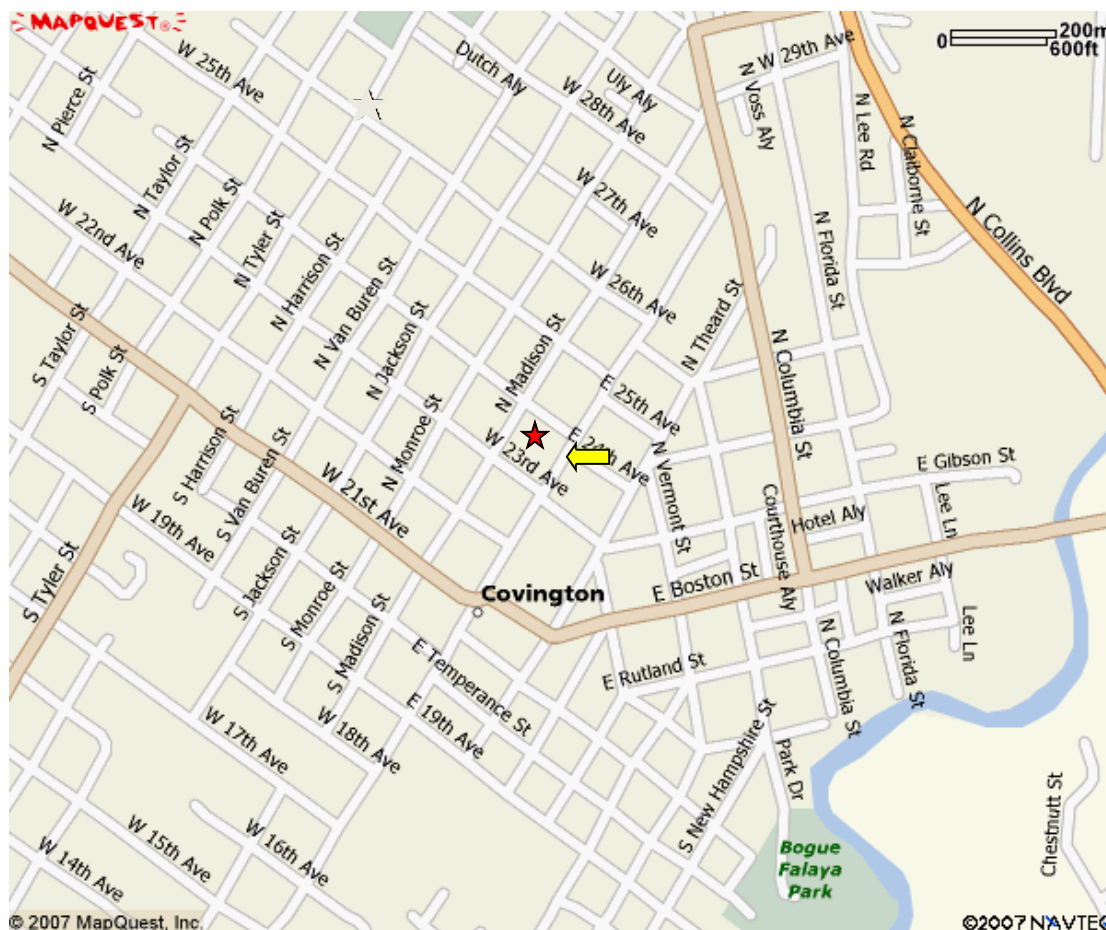 MAPQUEST®
0 200m
600ft
W 29th Ave
Dutch Aly
W 25th Ave
Uly Aly
N Voss Aly
N Pierce St
W 28th Ave
N Lee Rd
N Claiborne St
N Taylor St
N Polk St
W 27th Ave
W 22nd Ave
N Tyler St
N Florida St
N Collins Blvd
N Harrison St
W 26th Ave
N Van Buren St
N Theard St
S Taylor St
N Jackson St
N Madison St
N Columbia St
S Polk St
E 25th Ave
N Monroe St
S Harrison St
W 23rd Ave
E 24th Ave
N Vermont St
E Gibson St
S Van Buren St
W 21st Ave
Courthouse Aly
Hotel Aly
Lee Ln
W 19th Ave
S Tyler St
S Jackson St
S Monroe St
Covington
E Boston St
Walker Aly
S Madison St
Lee Ln
N Florida St
N Columbia St
E Rutland St
E Temperance St
E 19th Ave
W 18th Ave
W 17th Ave
S New Hampshire St
Park Dr
Chestnutt St
W 16th Ave
W 15th Ave
W 14th Ave
Bogue
Falaya
Park
© 2007 MapQuest, Inc.
©2007 NAVTEQ